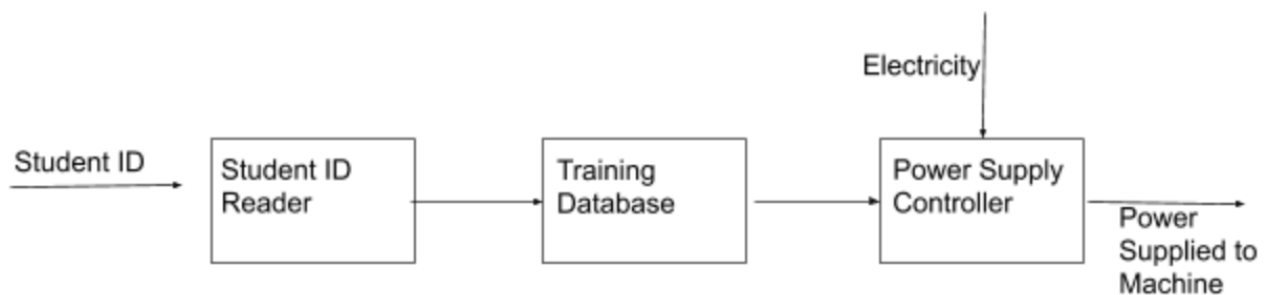 Electricity
Student ID
Student ID
Reader
Training
Database
Power Supply
Controller
Power
Supplied to
Machine